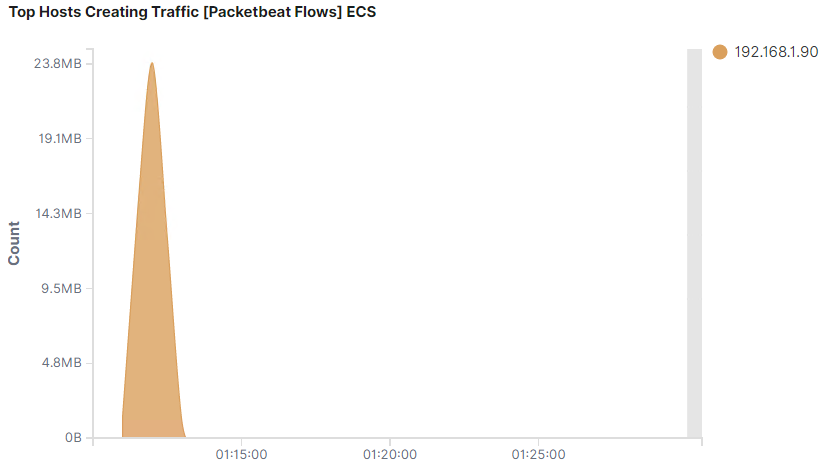 Top Hosts Creating Traffic [Packetbeat Flows] ECS
192.168.1.90
23.8MB
19.1MB
14.3MB
9.5MB
4.8MB
0B
Count
01:15:00
01:20:00
01:25:00